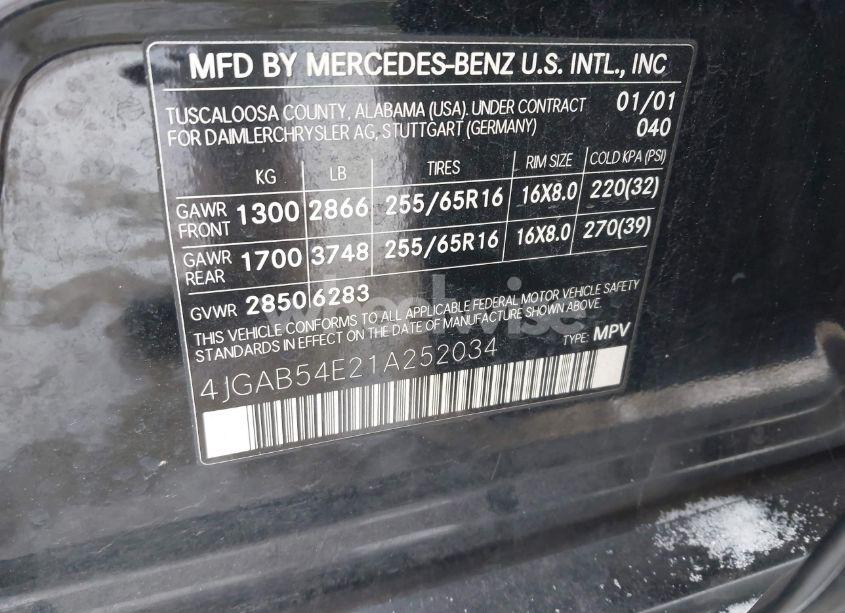 MFD BY MERCEDES-BENZ U.S. INTL., INC
TUSCALOOSA COUNTY, ALABAMA (USA). UNDER CONTRACT 01/01
FOR DAIMLERCHRYSLER AG, STUTTGART (GERMANY) 040
KG LB TIRES RIM SIZE COLD KPA (PSI)
GAWR FRONT 1300 2866 255/65R16 16X8.0 220(32)
GAWR REAR 1700 3748 255/65R16 16X8.0 270(39)
GVWR 2850 6283
THIS VEHICLE CONFORMS TO ALL APPLICABLE FEDERAL MOTOR VEHICLE SAFETY
STANDARDS IN EFFECT ON THE DATE OF MANUFACTURE SHOWN ABOVE.
TYPE: MPV
4JGAB54E21A252034